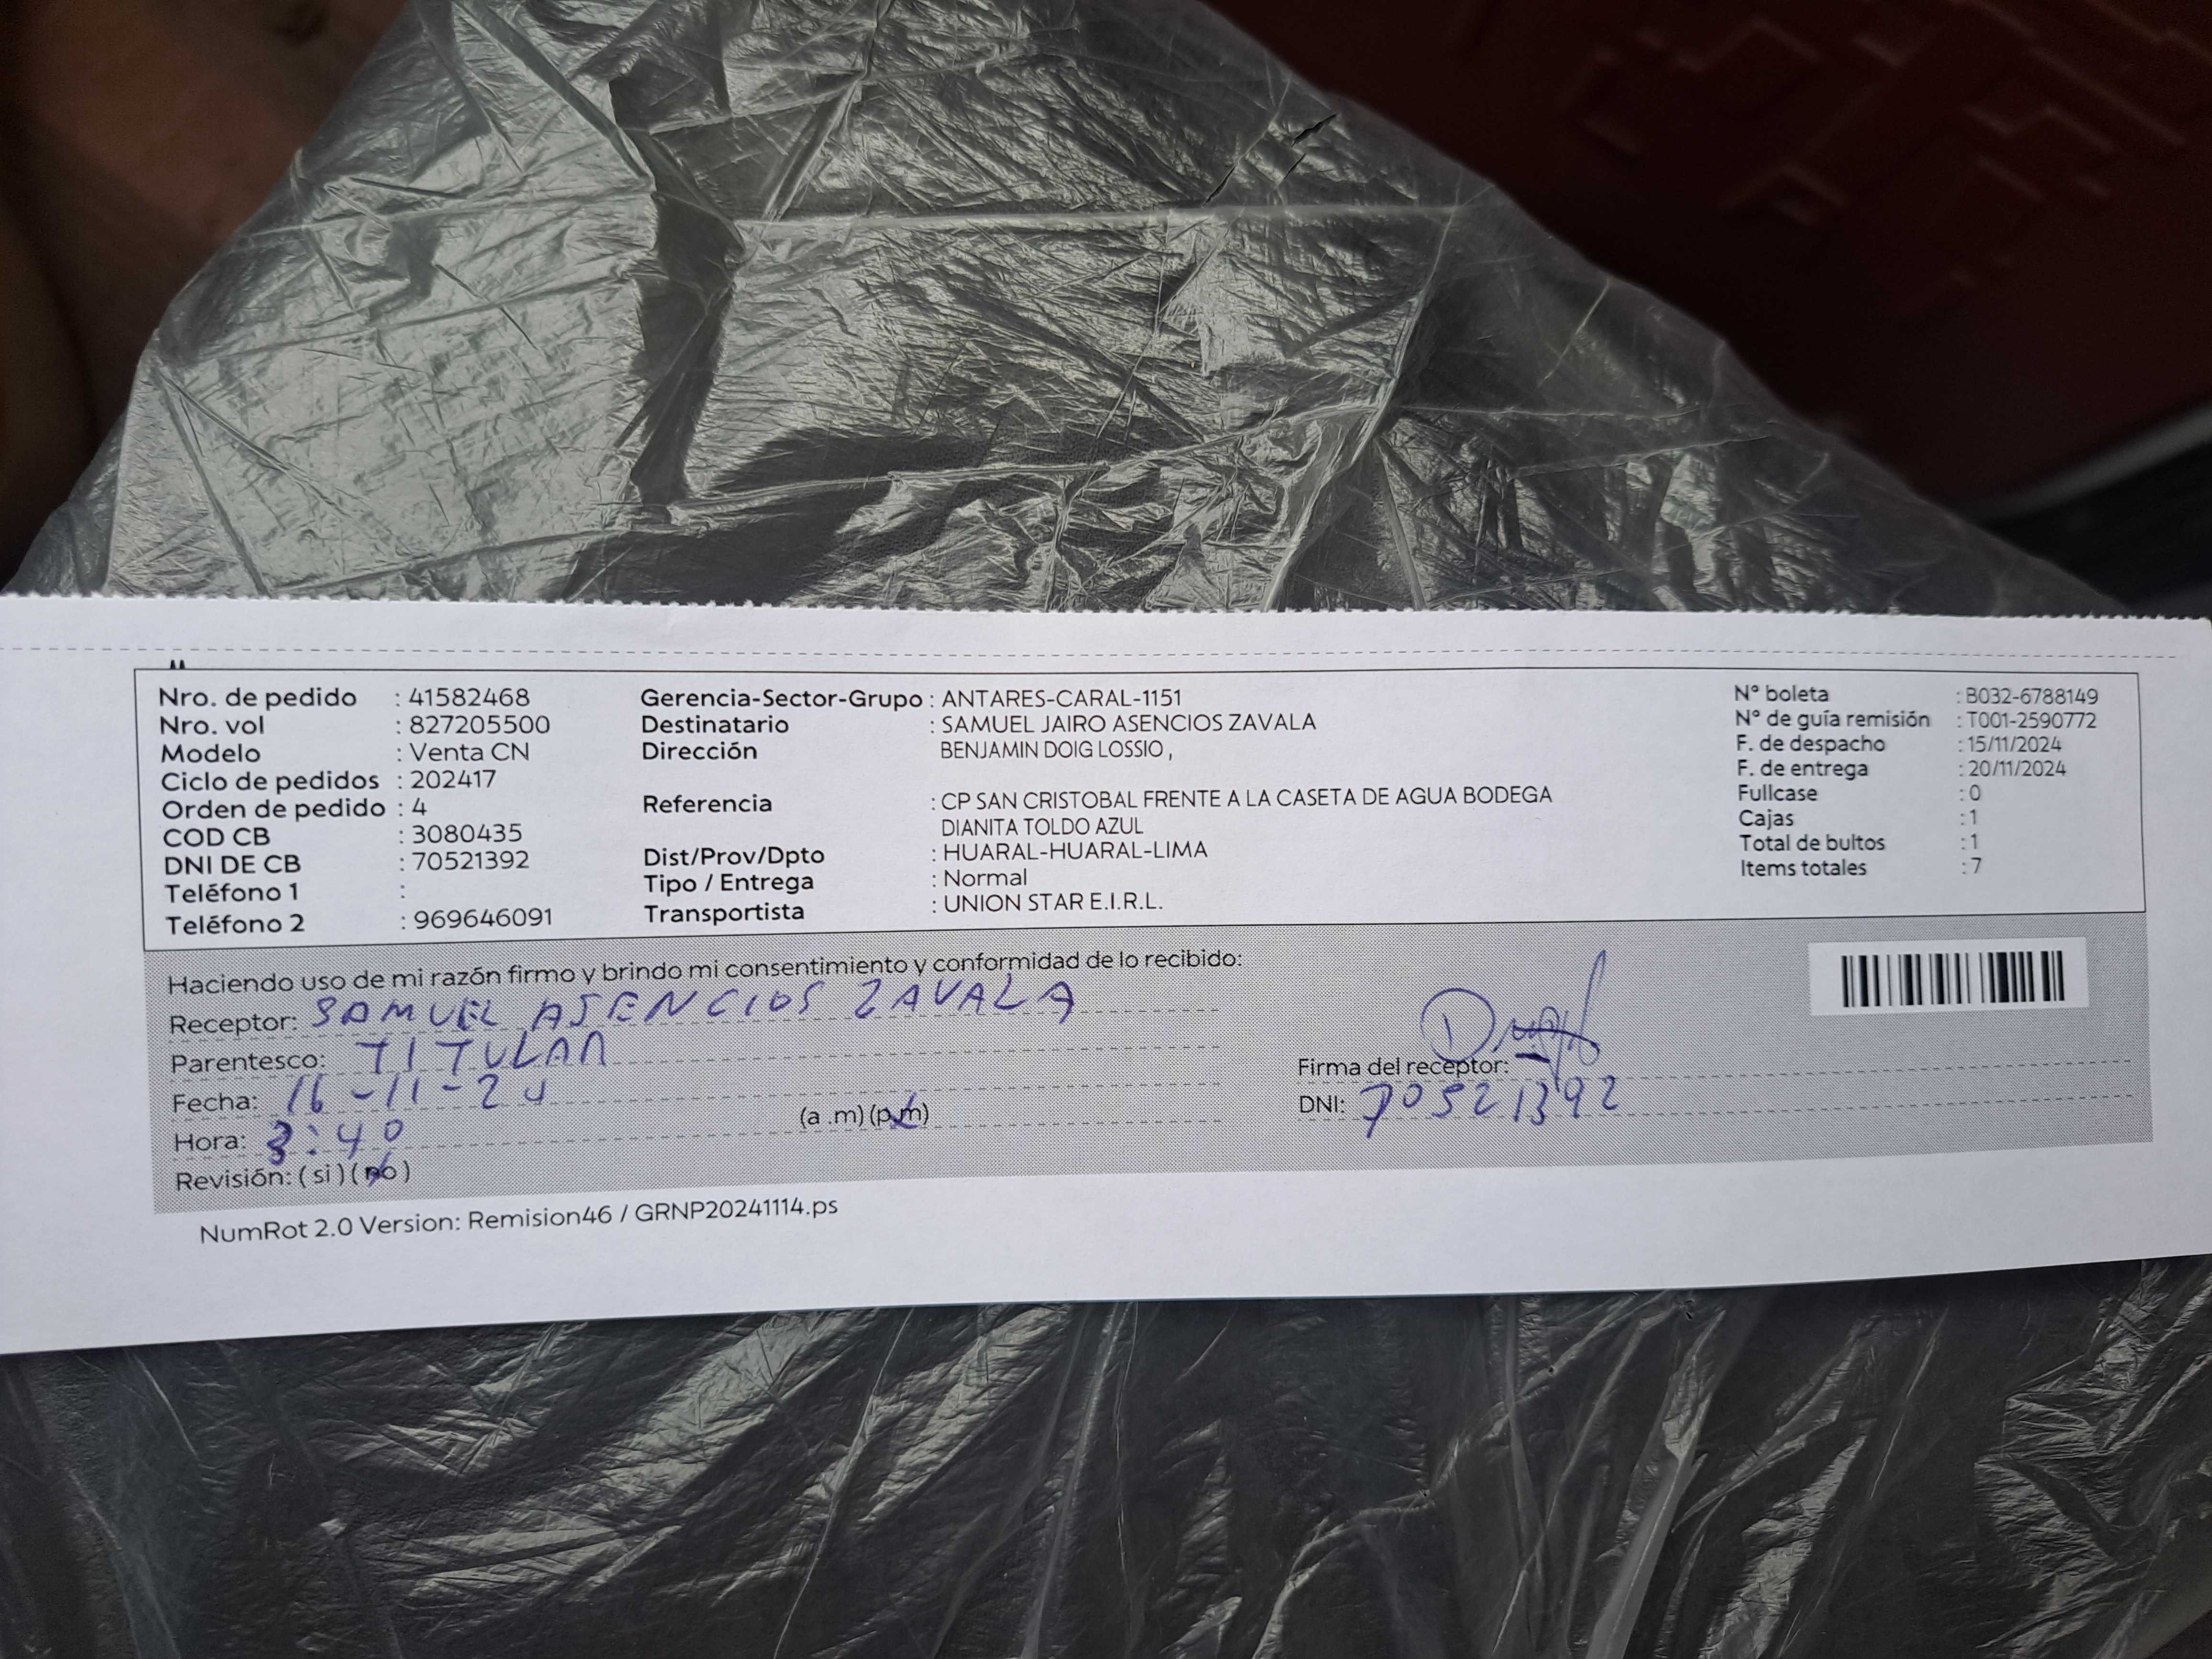 Nro. de pedido : 41582468
Nro. vol : 827205500
Modelo : Venta CN
Ciclo de pedidos : 202417
Orden de pedido : 4
COD CB : 3080435
DNI DE CB : 70521392
Teléfono 1 :
Teléfono 2 : 969646091
Gerencia-Sector-Grupo : ANTARES-CARAL-1151
Destinatario : SAMUEL JAIRO ASENCIOS ZAVALA
Dirección BENJAMIN DOIG LOSSIO ,
Referencia : CP SAN CRISTOBAL FRENTE A LA CASETA DE AGUA BODEGA
DIANITA TOLDO AZUL
Dist/Prov/Dpto : HUARAL-HUARAL-LIMA
Tipo / Entrega : Normal
Transportista : UNION STAR E.I.R.L.
N° boleta : B032-6788149
N° de guía remisión : T001-2590772
F. de despacho : 15/11/2024
F. de entrega : 20/11/2024
Fullcase : 0
Cajas : 1
Total de bultos : 1
Items totales : 7
Haciendo uso de mi razón firmo y brindo mi consentimiento y conformidad de lo recibido:
Receptor: SAMUEL ASENCIOS ZAVALA
Parentesco: TITULAR
Fecha: 16-11-24
Hora: 3:40 (a .m) (p.m)
Revisión: ( si ) ( no )
Firma del receptor:
DNI: 70521392
NumRot 2.0 Version: Remision46 / GRNP20241114.ps